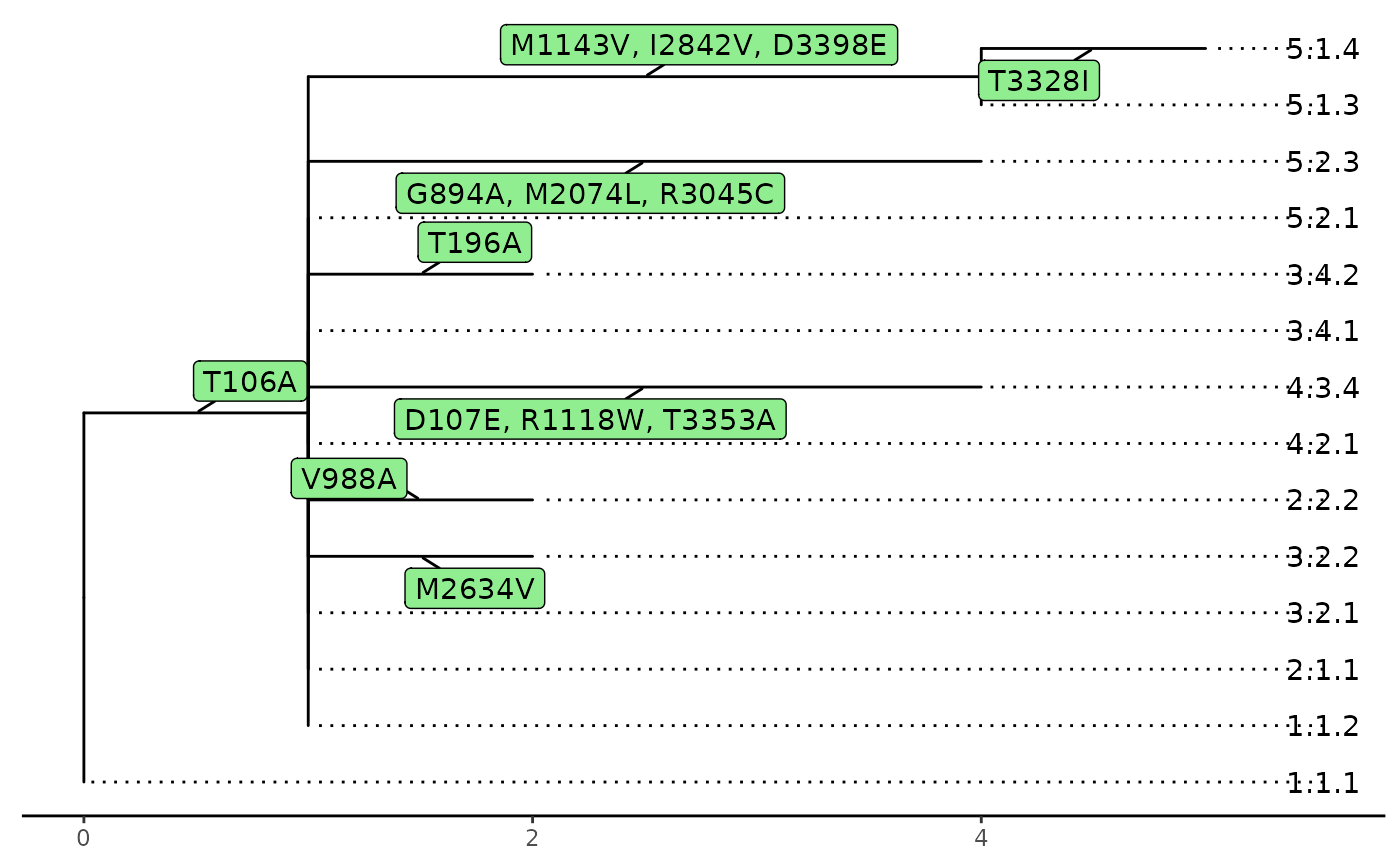 M1143V, I2842V, D3398E
5.1.4
T3328I
5.1.3
5.2.3
G894A, M2074L, R3045C
5.2.1
T196A
3.4.2
3.4.1
T106A
4.3.4
D107E, R1118W, T3353A
4.2.1
V988A
2.2.2
3.2.2
M2634V
3.2.1
2.1.1
1.1.2
1.1.1
0 2 4